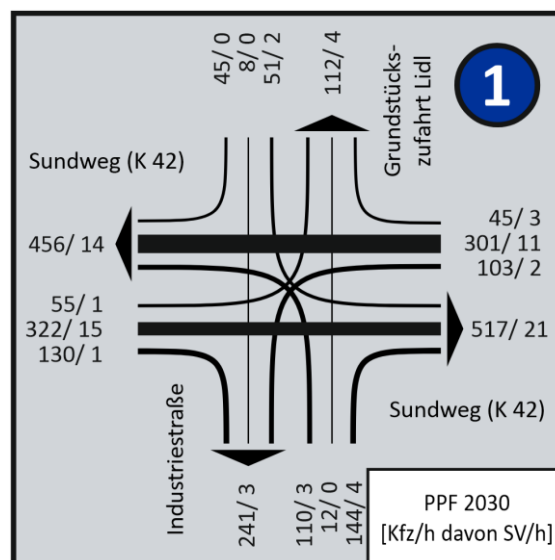 45/ 0
8/ 0
51/ 2
112/ 4
Grundstücks-
zufahrt Lidl
1
Sundweg (K 42)
45/ 3
456/ 14
301/ 11
103/ 2
55/ 1
322/ 15
517/ 21
130/ 1
Industriestraße
Sundweg (K 42)
241/ 3
110/ 3
12/ 0
144/ 4
PPF 2030
[Kfz/h davon SV/h]